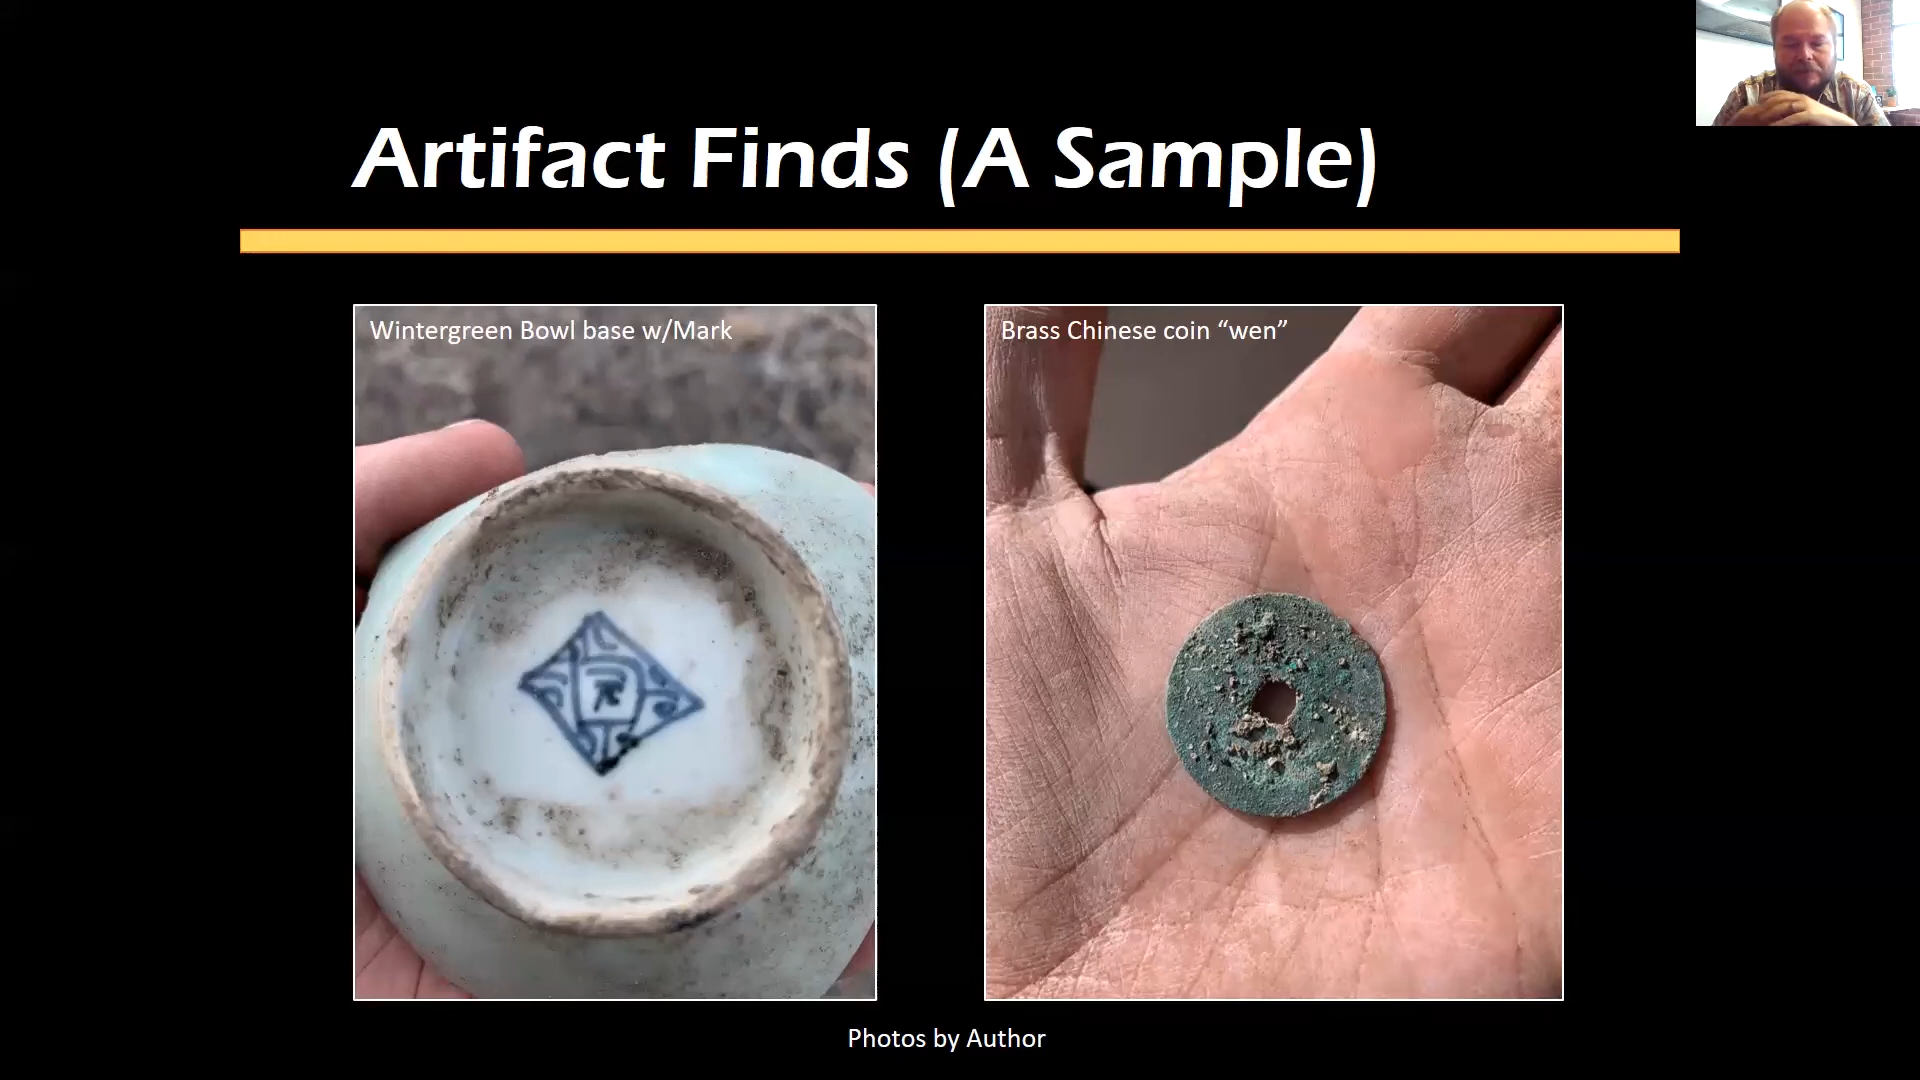 Artifact Finds (A Sample)
Wintergreen Bowl base w/Mark
Brass Chinese coin “wen”
Photos by Author